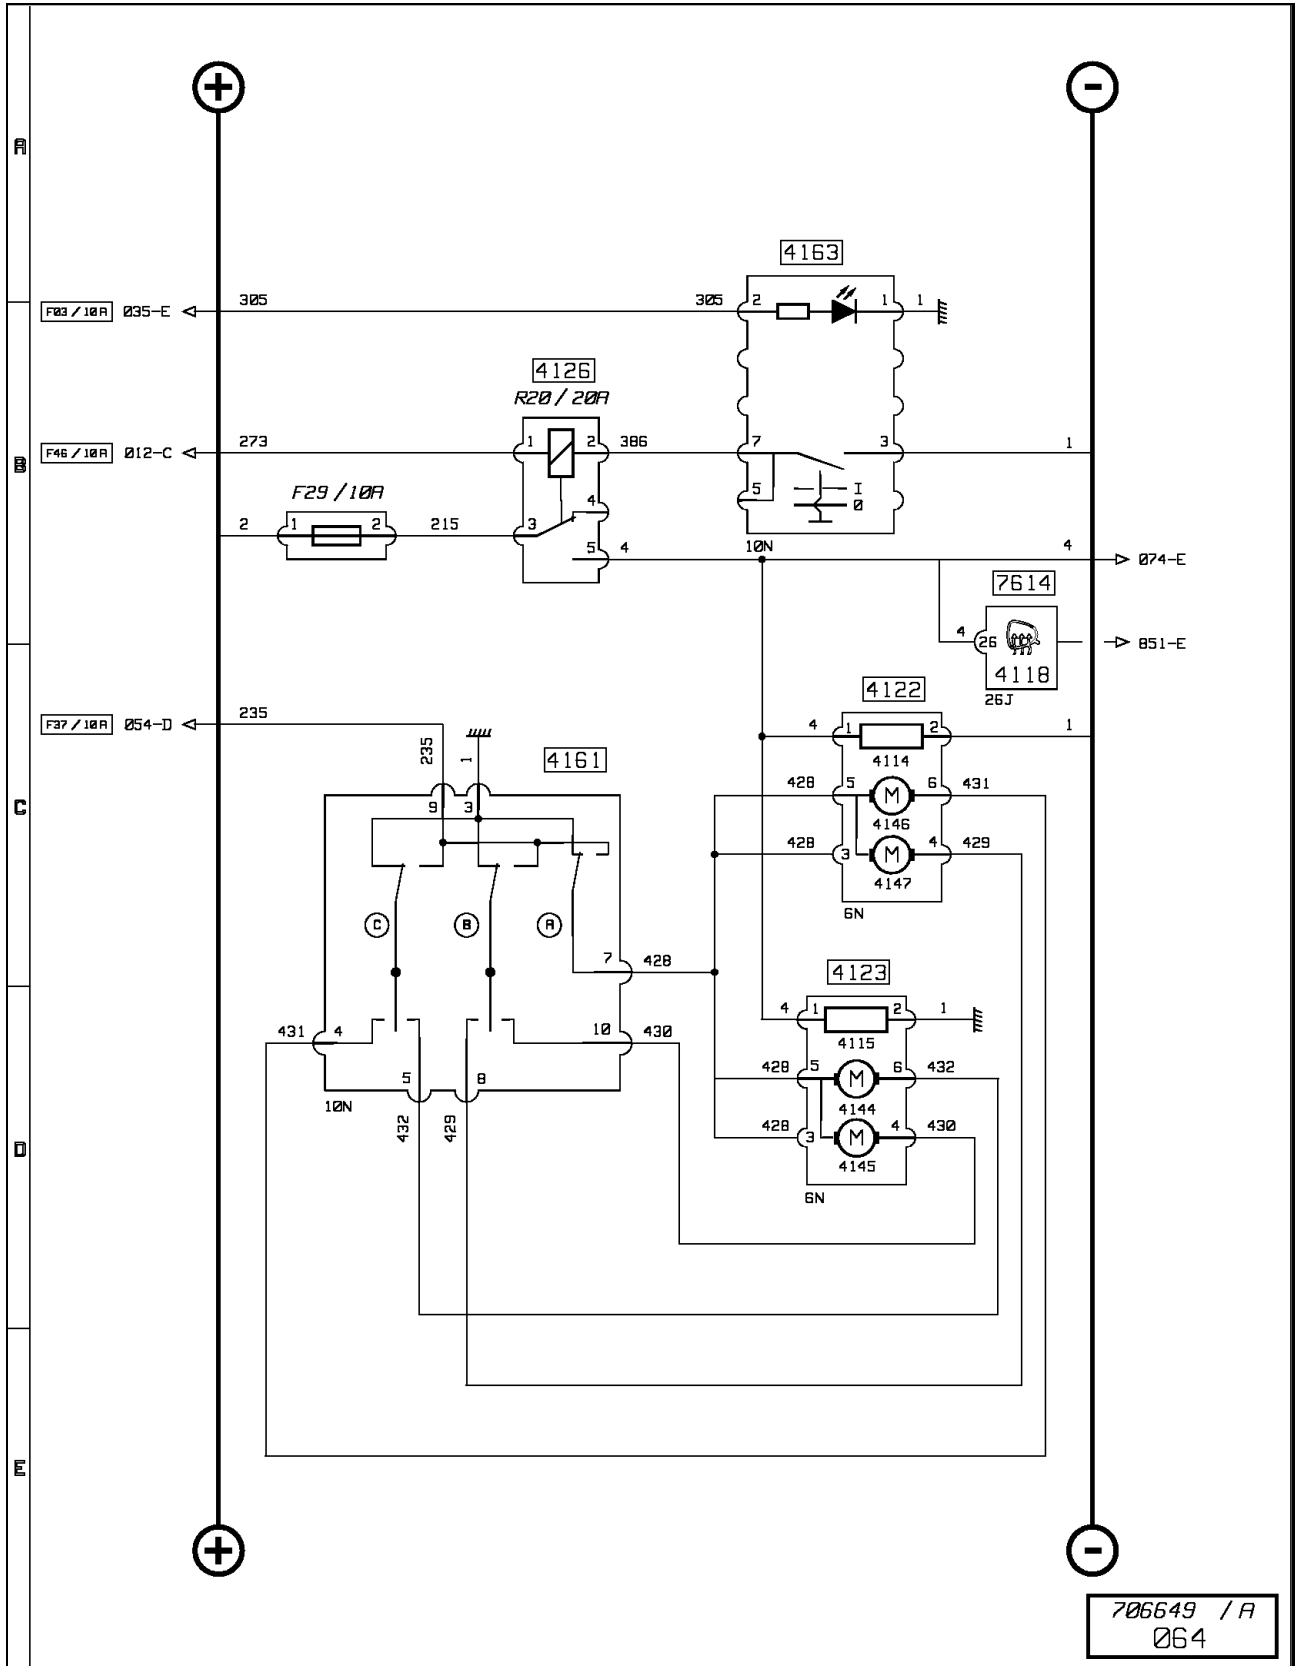 + -
A
4163
F03/10A 035-E 305 305 2 1 1
4126
R20/20A
B
F46/10A 012-C 273 1 2 386 7 3 1
5 I
0
F29/10A
4
2 1 2 215 3
5 4 10N 4 074-E
7614
4 26 851-E
4118
26J
4122
F37/10A 054-D 235
235 1 4161
4 1 2 1
4114
C
9 3
428 5 M 6 431
4146
428 3 M 4 429
4147
6N
C B A
7 428
4123
431 4 10 430
4 1 2 1
4115
5 8
428 5 M 6 432
4144
10N
432 429
428 3 M 4 430
D
4145
6N
E
+ -
706649 /A
064